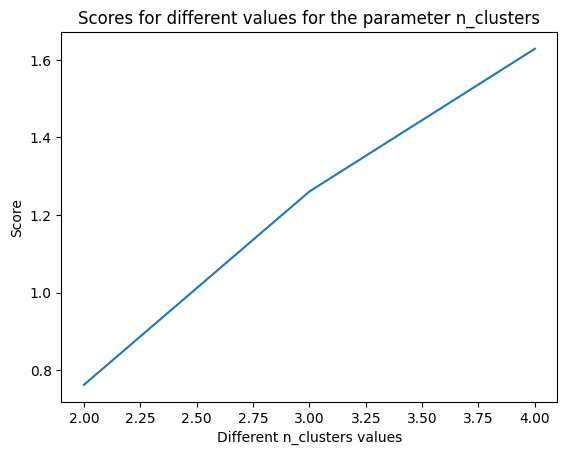 Scores for different values for the parameter n_clusters
1.6
1.4
1.2
1.0
0.8
Score
2.00 2.25 2.50 2.75 3.00 3.25 3.50 3.75 4.00
Different n_clusters values